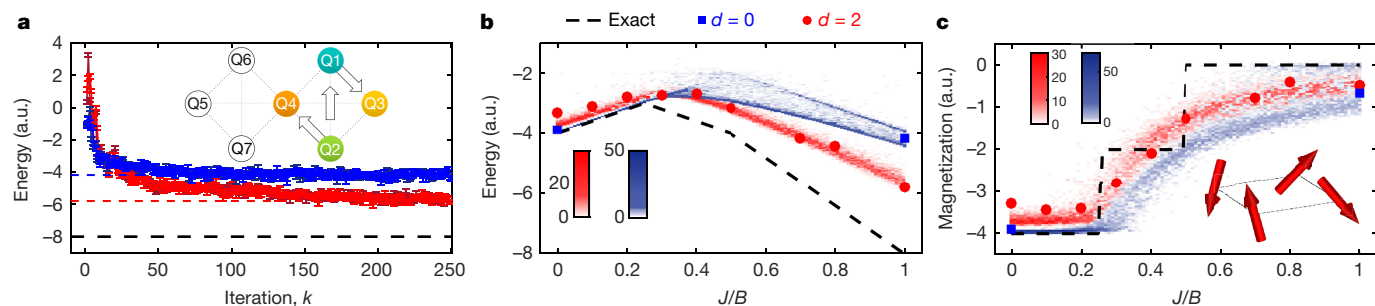 a
4
2
0
−2
−4
−6
−8
Energy (a.u.)
0 50 100 150 200 250
Iteration, k
Q6
Q1
Q5
Q4
Q3
Q7
Q2
Exact
d = 0
d = 2
b
−2
−4
−6
−8
Energy (a.u.)
0 0.2 0.4 0.6 0.8 1
J/B
40
20
0
50
0
c
0
−1
−2
−3
−4
Magnetization (a.u.)
0 0.2 0.4 0.6 0.8 1
J/B
30
20
10
0
50
0